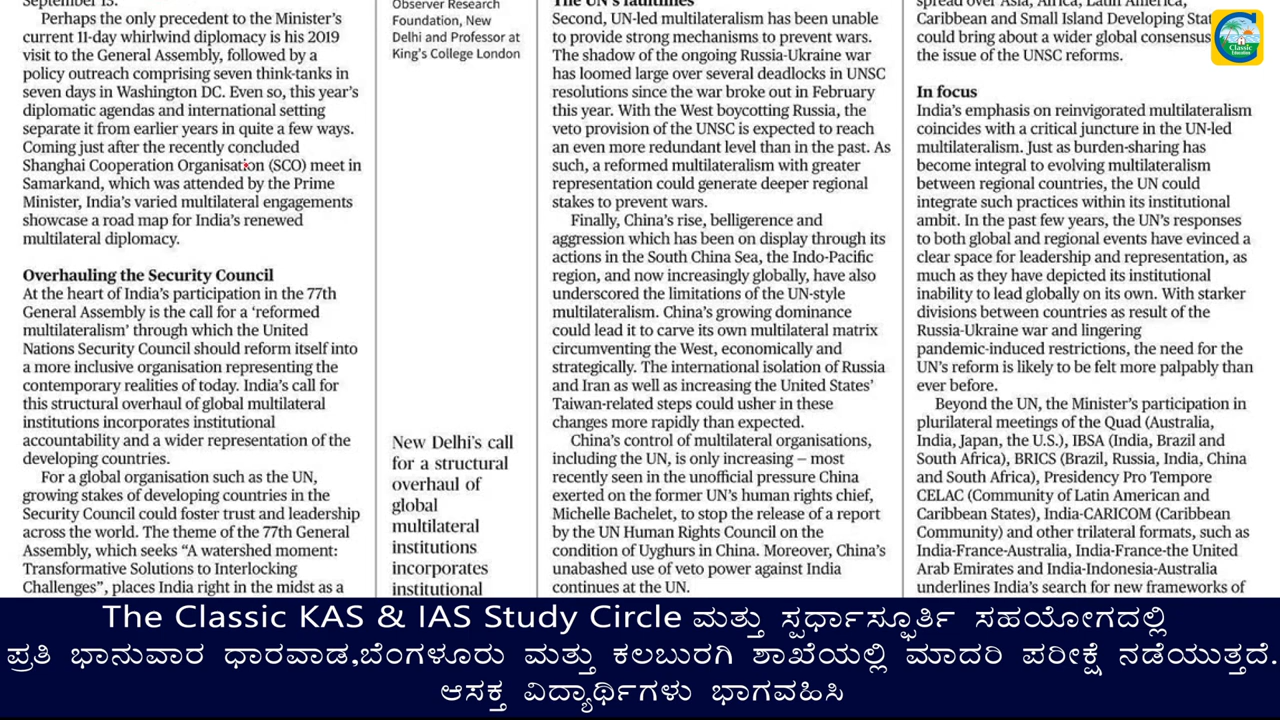 September 13.
Perhaps the only precedent to the Minister's
current 11-day whirlwind diplomacy is his 2019
visit to the General Assembly, followed by a
policy outreach comprising seven think-tanks in
seven days in Washington DC. Even so, this year's
diplomatic agendas and international setting
separate it from earlier years in quite a few ways.
Coming just after the recently concluded
Shanghai Cooperation Organisation (SCO) meet in
Samarkand, which was attended by the Prime
Minister, India's varied multilateral engagements
showcase a road map for India's renewed
multilateral diplomacy.
Overhauling the Security Council
At the heart of India's participation in the 77th
General Assembly is the call for a 'reformed
multilateralism' through which the United
Nations Security Council should reform itself into
a more inclusive organisation representing the
contemporary realities of today. India's call for
this structural overhaul of global multilateral
institutions incorporates institutional
accountability and a wider representation of the
developing countries.
For a global organisation such as the UN,
growing stakes of developing countries in the
Security Council could foster trust and leadership
across the world. The theme of the 77th General
Assembly, which seeks “A watershed moment:
Transformative Solutions to Interlocking
Challenges”, places India right in the midst as a
Observer Research
Foundation, New
Delhi and Professor at
King's College London
New Delhi's call
for a structural
overhaul of
global
multilateral
institutions
incorporates
institutional
The UN's faultlines
Second, UN-led multilateralism has been unable
to provide strong mechanisms to prevent wars.
The shadow of the ongoing Russia-Ukraine war
has loomed large over several deadlocks in UNSC
resolutions since the war broke out in February
this year. With the West boycotting Russia, the
veto provision of the UNSC is expected to reach
an even more redundant level than in the past. As
such, a reformed multilateralism with greater
representation could generate deeper regional
stakes to prevent wars.
Finally, China's rise, belligerence and
aggression which has been on display through its
actions in the South China Sea, the Indo-Pacific
region, and now increasingly globally, have also
underscored the limitations of the UN-style
multilateralism. China's growing dominance
could lead it to carve its own multilateral matrix
circumventing the West, economically and
strategically. The international isolation of Russia
and Iran as well as increasing the United States'
Taiwan-related steps could usher in these
changes more rapidly than expected.
China's control of multilateral organisations,
including the UN, is only increasing — most
recently seen in the unofficial pressure China
exerted on the former UN's human rights chief,
Michelle Bachelet, to stop the release of a report
by the UN Human Rights Council on the
condition of Uyghurs in China. Moreover, China's
unabashed use of veto power against India
continues at the UN.
spread over Asia, Africa, Latin America,
Caribbean and Small Island Developing
could bring about a wider global consensus
the issue of the UNSC reforms.
In focus
India's emphasis on reinvigorated multilateralism
coincides with a critical juncture in the UN-led
multilateralism. Just as burden-sharing has
become integral to evolving multilateralism
between regional countries, the UN could
integrate such practices within its institutional
ambit. In the past few years, the UN's responses
to both global and regional events have evinced a
clear space for leadership and representation, as
much as they have depicted its institutional
inability to lead globally on its own. With starker
divisions between countries as result of the
Russia-Ukraine war and lingering
pandemic-induced restrictions, the need for the
UN's reform is likely to be felt more palpably than
ever before.
Beyond the UN, the Minister's participation in
plurilateral meetings of the Quad (Australia,
India, Japan, the U.S.), IBSA (India, Brazil and
South Africa), BRICS (Brazil, Russia, India, China
and South Africa), Presidency Pro Tempore
CELAC (Community of Latin American and
Caribbean States), India-CARICOM (Caribbean
Community) and other trilateral formats, such as
India-France-Australia, India-France-the United
Arab Emirates and India-Indonesia-Australia
underlines India's search for new frameworks of
Classic
Education
The Classic KAS & IAS Study Circle ಮತ್ತು ಸ್ಪರ್ಧಾಸ್ಫೂರ್ತಿ ಸಹಯೋಗದಲ್ಲಿ
ಪ್ರತಿ ಭಾನುವಾರ ಧಾರವಾಡ,ಬೆಂಗಳೂರು ಮತ್ತು ಕಲಬುರಗಿ ಶಾಖೆಯಲ್ಲಿ ಮಾದರಿ ಪರೀಕ್ಷೆ ನಡೆಯುತ್ತದೆ.
ಆಸಕ್ತ ವಿದ್ಯಾರ್ಥಿಗಳು ಭಾಗವಹಿಸಿ